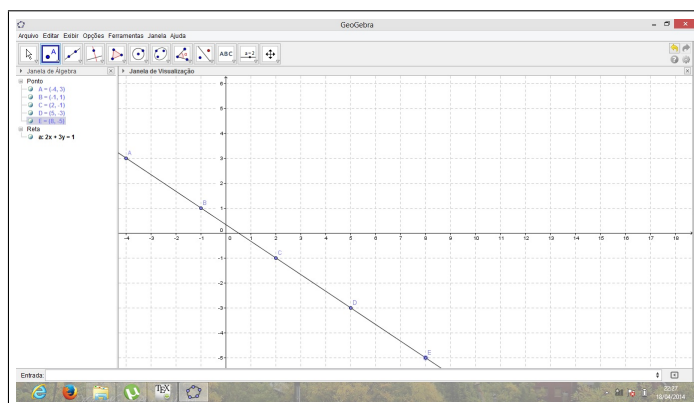 GeoGebra
Arquivo Editar Exibir Opções Ferramentas Janela Ajuda
A ABC a=2
Janela de Álgebra
Janela de Visualização
Ponto
A = (-4, 3)
B = (-1, 1)
C = (2, -1)
D = (5, -3)
E = (8, -5)
Reta
a: 2x + 3y = 1
6
5
4
3
2
1
0
-4 -3 -2 -1 0 1 2 3 4 5 6 7 8 9 10 11 12 13 14 15 16 17 18
-1
-2
-3
-4
-5
A
B
C
D
E
Entrada:
TEX
22:27
18/04/2014